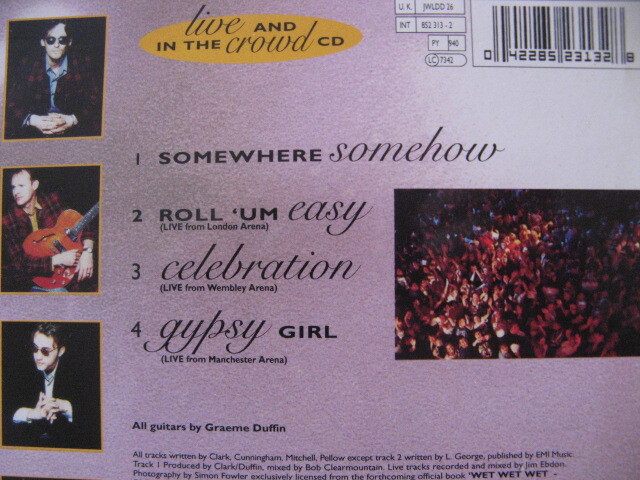 live AND
IN THE crowd CD
U.K. JWLDD 26
INT 852 313 - 2
PY 940
LC 7342
0 42285 23132 8
1 SOMEWHERE somehow
2 ROLL 'UM easy
(LIVE from London Arena)
3 celebration
(LIVE from Wembley Arena)
4 gypsy GIRL
(LIVE from Manchester Arena)
All guitars by Graeme Duffin
All tracks written by Clark, Cunningham, Mitchell, Pellow except track 2 written by L. George, published by EMI Music.
Track 1 Produced by Clark/Duffin, mixed by Bob Clearmountain. Live tracks recorded and mixed by Jim Ebdon.
Photography by Simon Fowler exclusively licensed from the forthcoming official book 'WET WET WET -